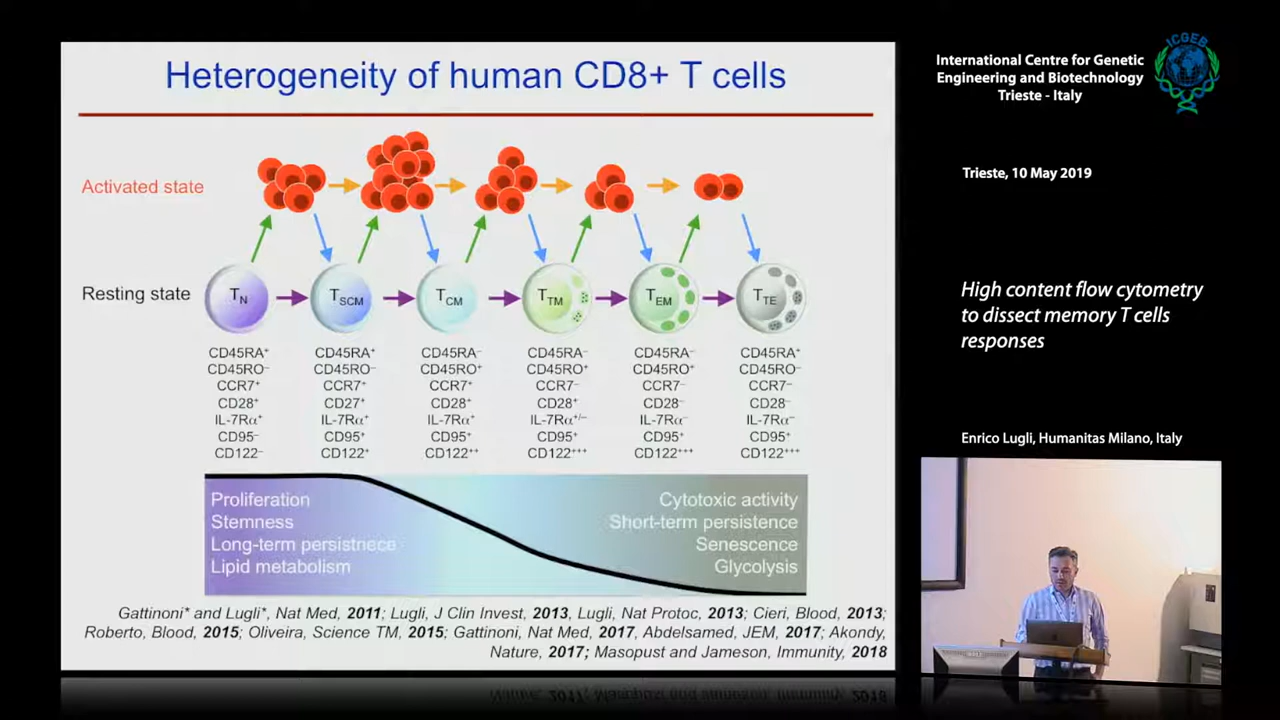 Heterogeneity of human CD8+ T cells
Activated state
Resting state
TN
TSCM
TCM
TTM
TEM
TTE
CD45RA⁺
CD45RO⁻
CCR7⁺
CD28⁺
IL-7Rα⁺
CD95⁻
CD122⁻
CD45RA⁺
CD45RO⁻
CCR7⁺
CD27⁺
IL-7Rα⁺
CD95⁺
CD122⁺
CD45RA⁻
CD45RO⁺
CCR7⁺
CD28⁺
IL-7Rα⁺
CD95⁺
CD122⁺⁺
CD45RA⁻
CD45RO⁺
CCR7⁻
CD28⁺
IL-7Rα⁺/⁻
CD95⁺
CD122⁺⁺⁺
CD45RA⁻
CD45RO⁺
CCR7⁻
CD28⁻
IL-7Rα⁻
CD95⁺
CD122⁺⁺⁺
CD45RA⁺
CD45RO⁻
CCR7⁻
CD28⁻
IL-7Rα⁻
CD95⁺
CD122⁺⁺⁺
Proliferation
Stemness
Long-term persistnece
Lipid metabolism
Cytotoxic activity
Short-term persistence
Senescence
Glycolysis
Gattinoni* and Lugli*, Nat Med, 2011; Lugli, J Clin Invest, 2013, Lugli, Nat Protoc, 2013; Cieri, Blood, 2013;
Roberto, Blood, 2015; Oliveira, Science TM, 2015; Gattinoni, Nat Med, 2017, Abdelsamed, JEM, 2017; Akondy,
Nature, 2017; Masopust and Jameson, Immunity, 2018
International Centre for Genetic
Engineering and Biotechnology
Trieste - Italy
ICGEB
Trieste, 10 May 2019
High content flow cytometry
to dissect memory T cells
responses
Enrico Lugli, Humanitas Milano, Italy